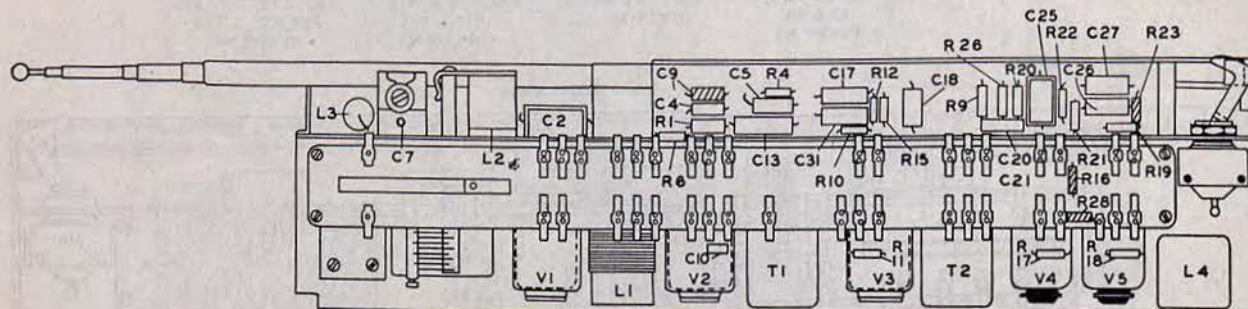 C25
R22 C27 R23
R 26
R20 C26
C9 C5 R4 C17 R12 C18
L3 C4 R9
C2 R1
C7 L2 R6 C13 C31 R10 R15 C20 C21 R21 R16 R19
R28
C10 R 11 R 17 R 18
V1 L1 V2 T1 V3 T2 V4 V5 L4